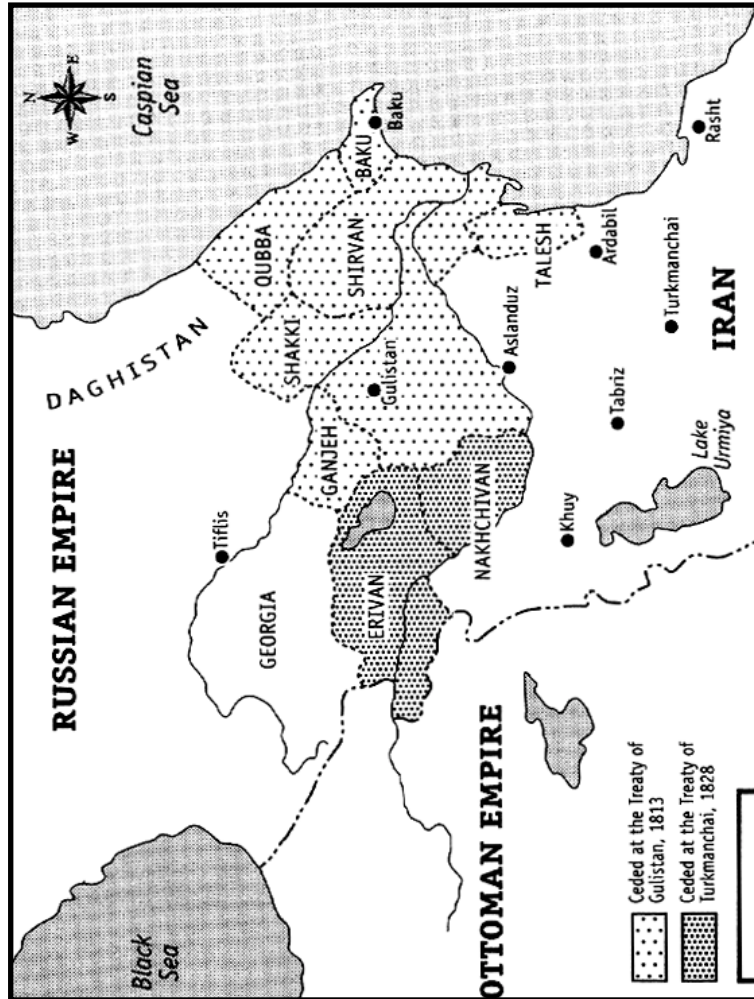 RUSSIAN EMPIRE
DAGHISTAN
Caspian
Sea
N
E
S
W
Black
Sea
Tiflis
GEORGIA
QUBBA
SHAKKI
SHIRVAN
BAKU
Baku
GANJEH
Gulistan
ERIVAN
NAKHCHIVAN
Aslanduz
TALESH
Ardabil
Khuy
Tabriz
Turkmanchai
Rasht
Lake
Urmiya
IRAN
OTTOMAN EMPIRE
Ceded at the Treaty of
Gulistan, 1813
Ceded at the Treaty of
Turkmanchai, 1828